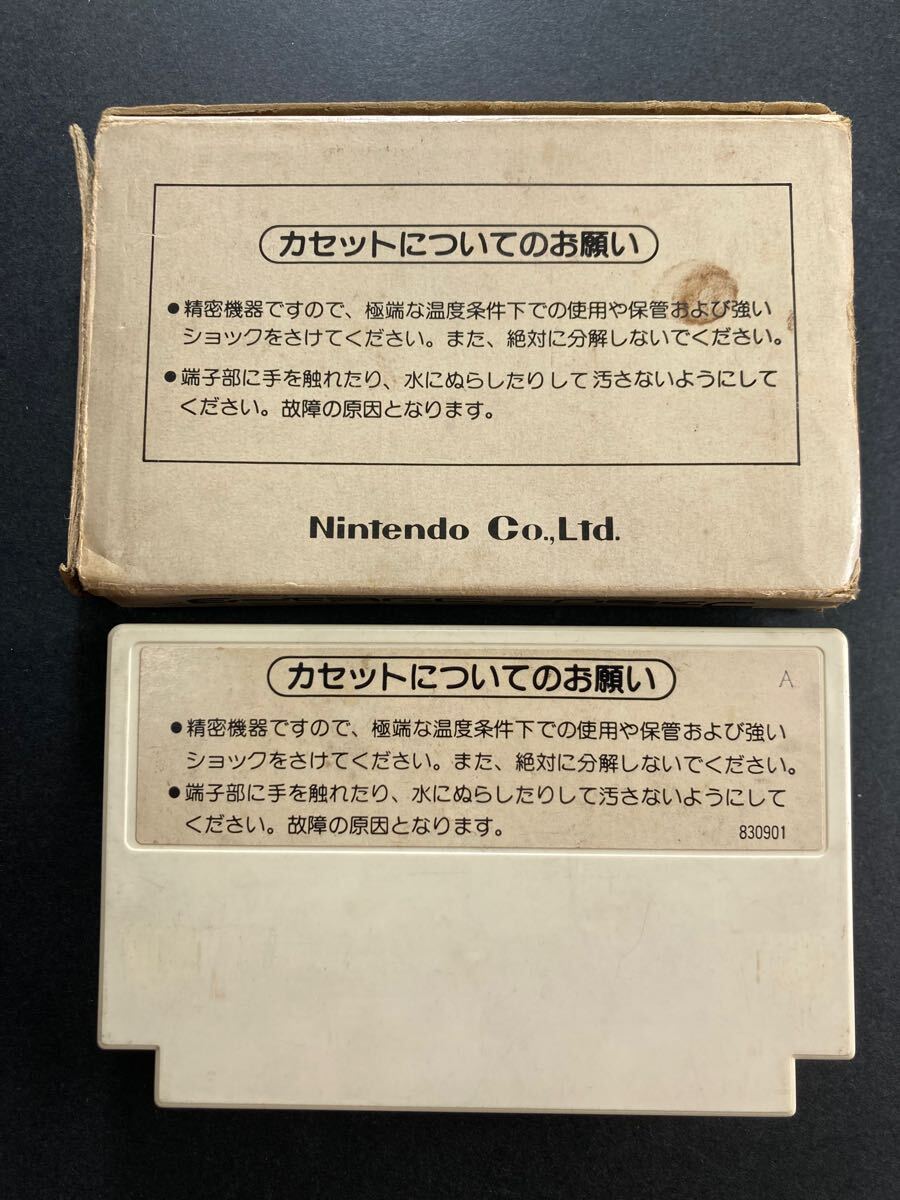 カセットについてのお願い
●精密機器ですので、極端な温度条件下での使用や保管および強い
ショックをさけてください。また、絶対に分解しないでください。
●端子部に手を触れたり、水にぬらしたりして汚さないようにして
ください。故障の原因となります。
Nintendo Co.,Ltd.
カセットについてのお願い
A
●精密機器ですので、極端な温度条件下での使用や保管および強い
ショックをさけてください。また、絶対に分解しないでください。
●端子部に手を触れたり、水にぬらしたりして汚さないようにして
ください。故障の原因となります。
830901